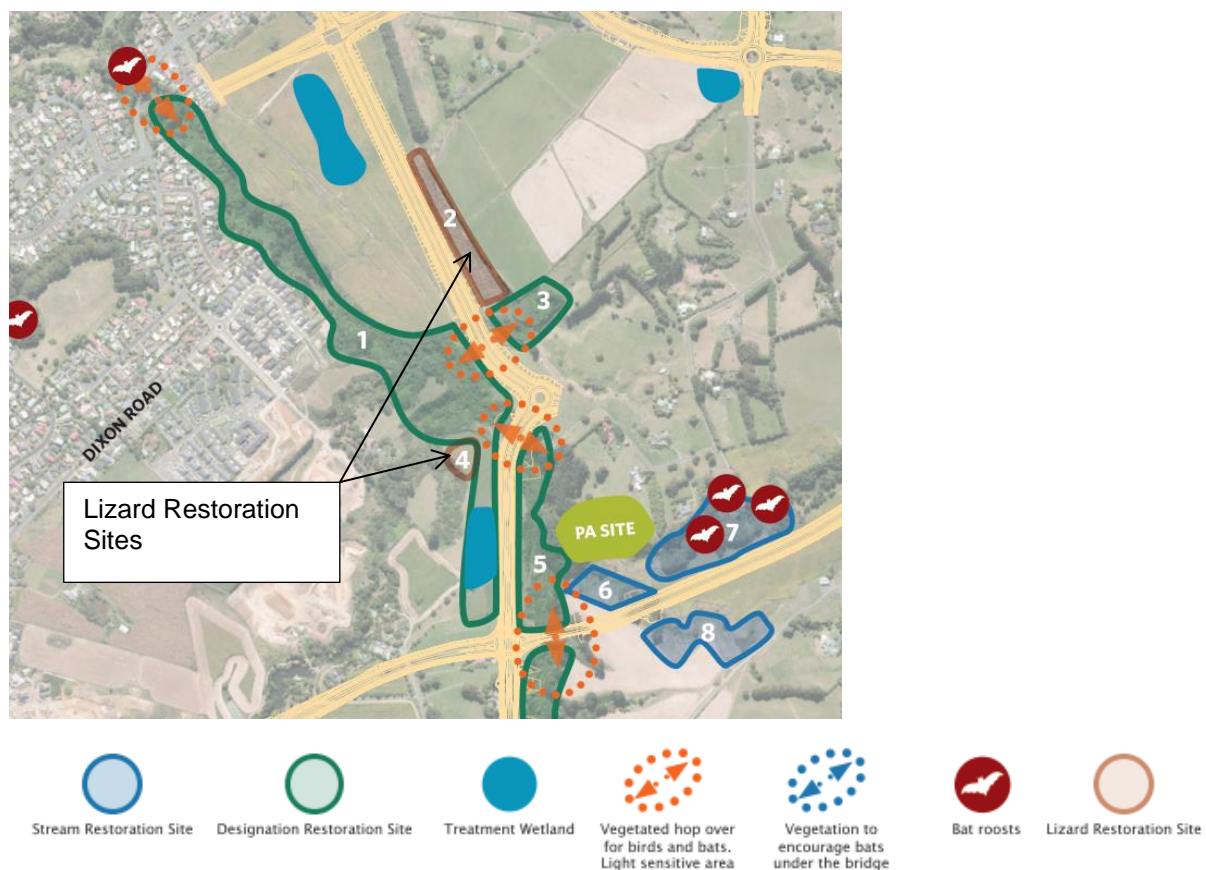 2
3
1
DIXON ROAD
4
Lizard Restoration
Sites
PA SITE
7
5
6
8
Stream Restoration Site
Designation Restoration Site
Treatment Wetland
Vegetated hop over
for birds and bats.
Light sensitive area
Vegetation to
encourage bats
under the bridge
Bat roosts
Lizard Restoration Site